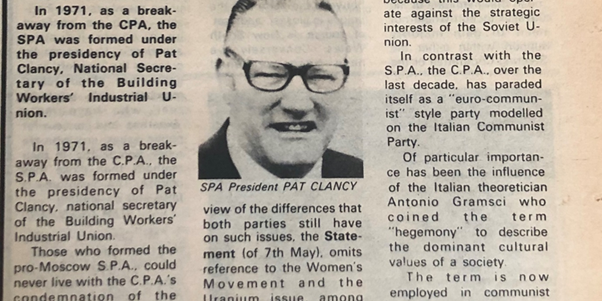 In 1971, as a break-
away from the CPA, the
SPA was formed under
the presidency of Pat
Clancy, National Secre-
tary of the Building
Workers' Industrial U-
nion.
In 1971, as a break-
away from the C.P.A., the
S.P.A. was formed under
the presidency of Pat
Clancy, national secretary
of the Building Workers'
Industrial Union.
Those who formed the
pro-Moscow S.P.A., could
never live with the C.P.A.'s
condemnation of the
SPA President PAT CLANCY
view of the differences that
both parties still have
on such issues, the State-
ment (of 7th May), omits
reference to the Women's
Movement and the
Uranium issue among
because this would oper-
ate against the strategic
interests of the Soviet U-
nion.
In contrast with the
S.P.A., the C.P.A., over the
last decade, has paraded
itself as a "euro-commun-
ist" style party modelled
on the Italian Communist
Party.
Of particular importan-
ce has been the influence
of the Italian theoretician
Antonio Gramsci who
coined the term
"hegemony" to describe
the dominant cultural
values of a society.
The term is now
employed in communist